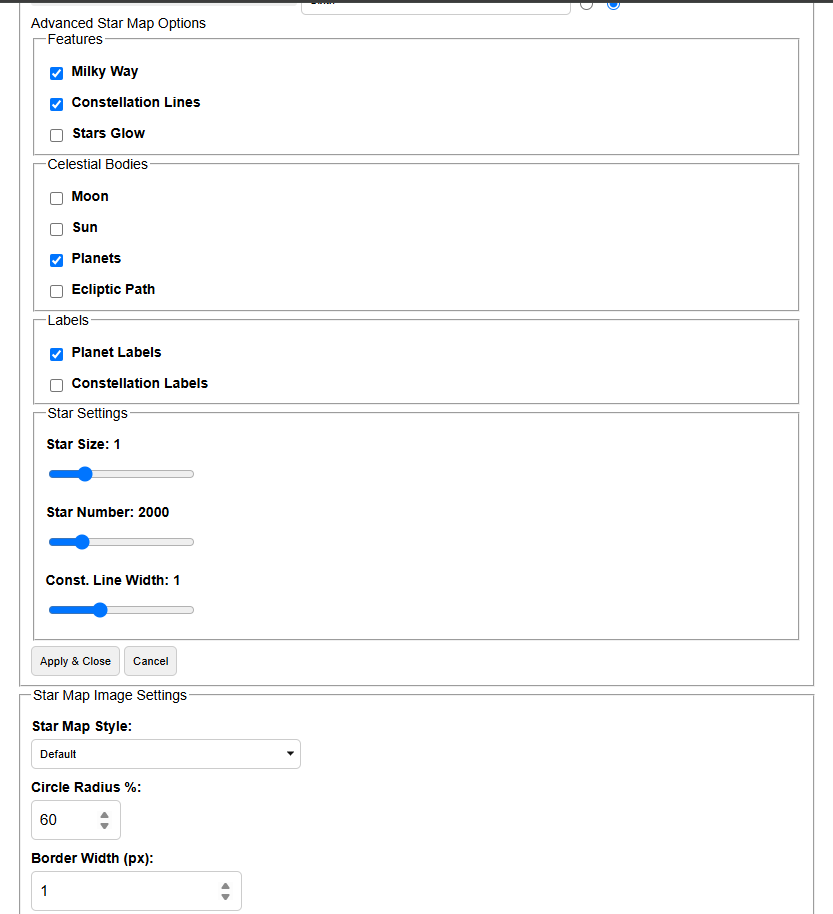 Advanced Star Map Options
Features
Milky Way
Constellation Lines
Stars Glow
Celestial Bodies
Moon
Sun
Planets
Ecliptic Path
Labels
Planet Labels
Constellation Labels
Star Settings
Star Size: 1
Star Number: 2000
Const. Line Width: 1
Apply & Close
Cancel
Star Map Image Settings
Star Map Style:
Default
Circle Radius %:
60
Border Width (px):
1